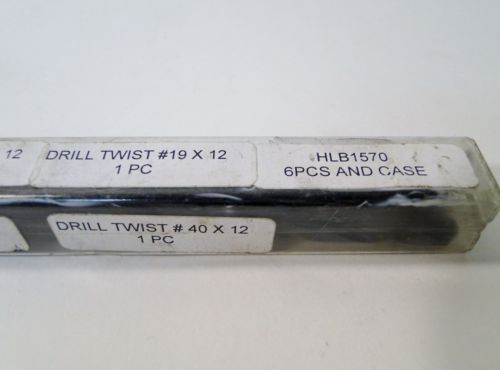 12
DRILL TWIST #19 X 12
1 PC
HLB1570
6PCS AND CASE
DRILL TWIST # 40 X 12
1 PC